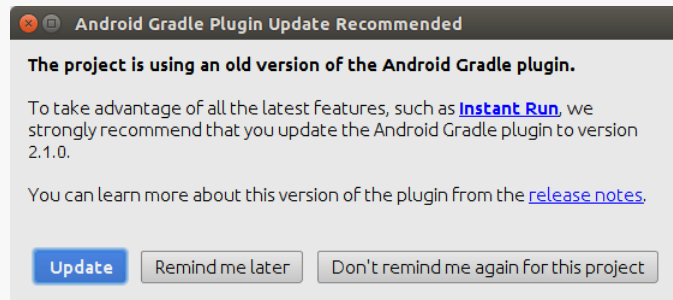 Android Gradle Plugin Update Recommended
The project is using an old version of the Android Gradle plugin.
To take advantage of all the latest features, such as Instant Run, we
strongly recommend that you update the Android Gradle plugin to version
2.1.0.
You can learn more about this version of the plugin from the release notes.
Update Remind me later Don't remind me again for this project